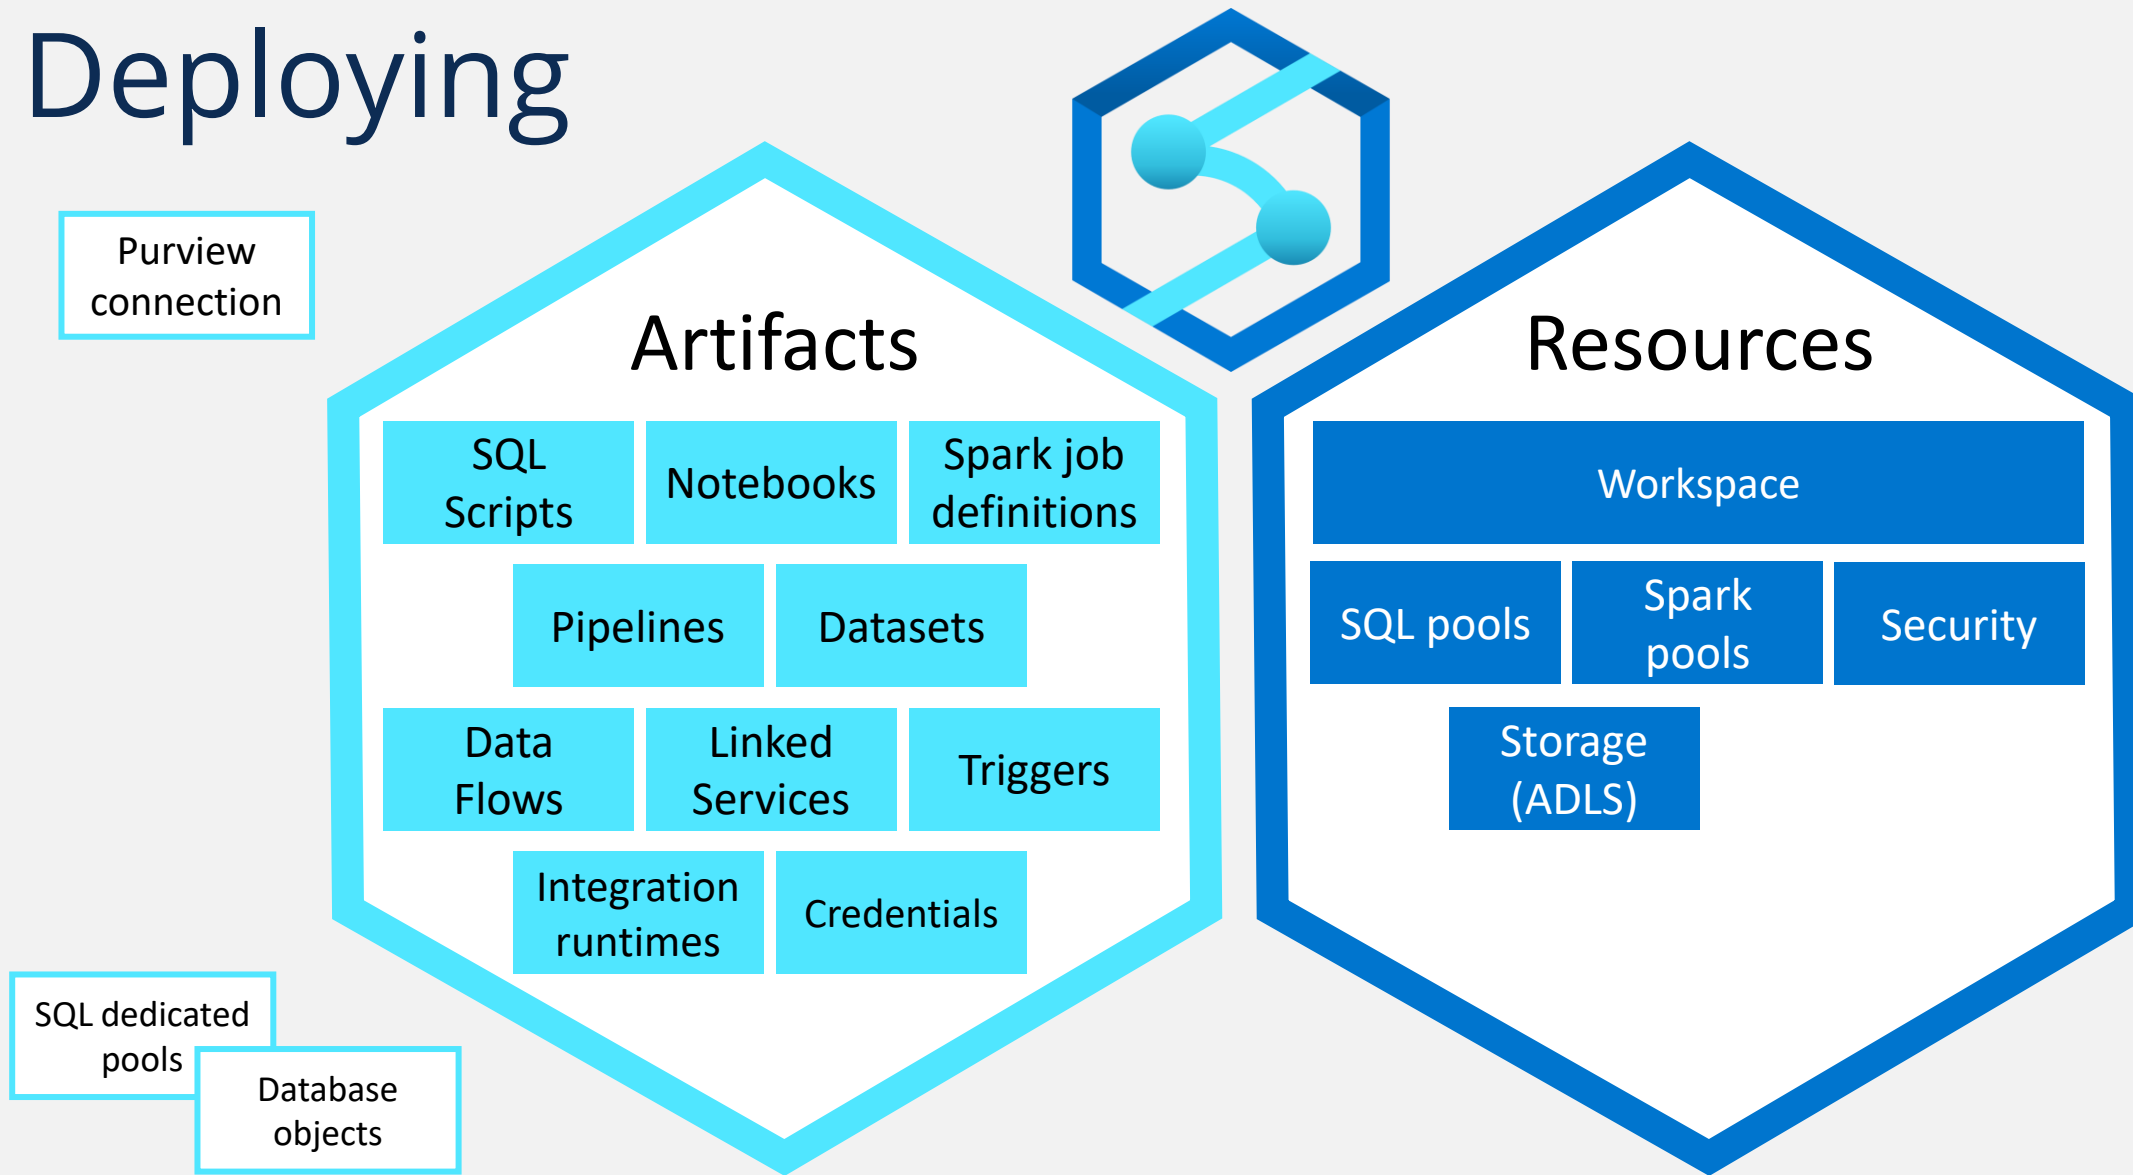 Deploying
Purview
connection
Artifacts
SQL
Scripts
Notebooks
Spark job
definitions
Pipelines
Datasets
Data
Flows
Linked
Services
Triggers
Integration
runtimes
Credentials
SQL dedicated
pools
Database
objects
Resources
Workspace
SQL pools
Spark
pools
Security
Storage
(ADLS)